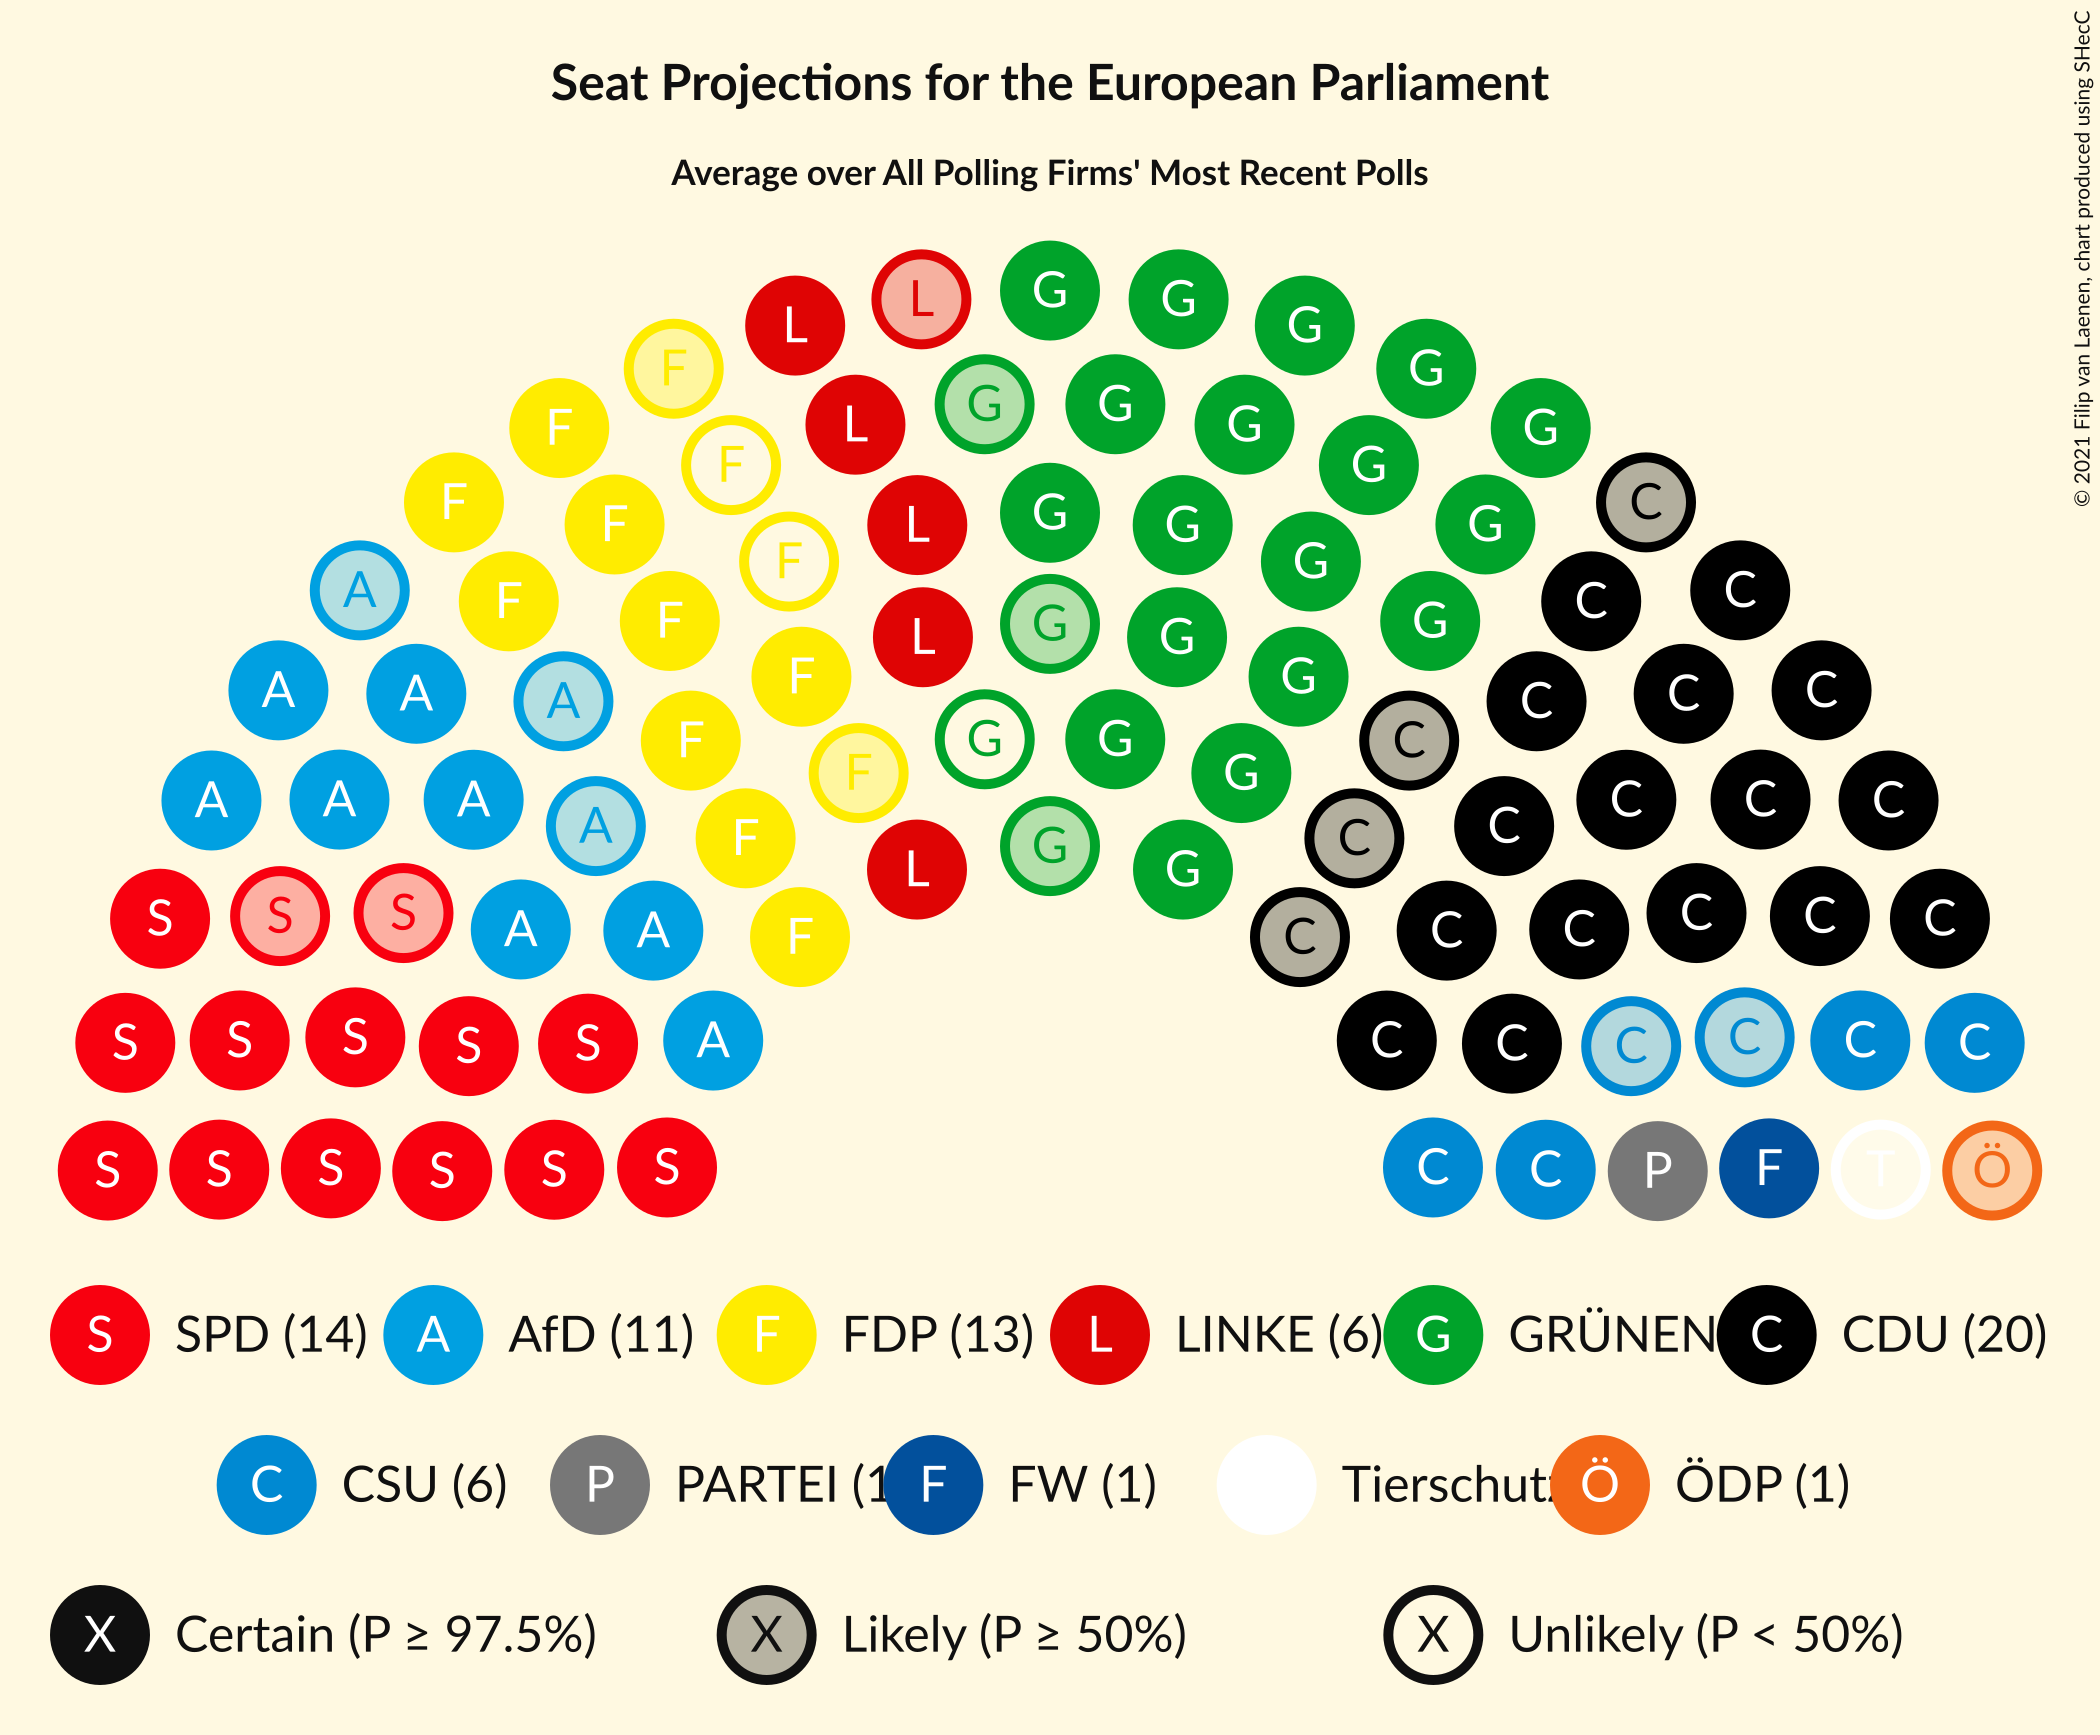 Seat Projections for the European Parliament
Average over All Polling Firms' Most Recent Polls
© 2021 Filip van Laenen, chart produced using SHecC
L G G G
L G
F L G G G G
F F G G
F F F L G G G C
A F F F L G G G G C C
A A A F F G G G C C C C
A A A A F F G G C C C C C C
S S S A A F L G G C C C C C C
S S S S S A C C C C C C
S S S S S S C C P F T Ö
S SPD (14) A AfD (11) F FDP (13) L LINKE (6) G GRÜNEN C CDU (20)
C CSU (6) P PARTEI (1 F FW (1) Tierschutz Ö ÖDP (1)
X Certain (P ≥ 97.5%) X Likely (P ≥ 50%) X Unlikely (P < 50%)